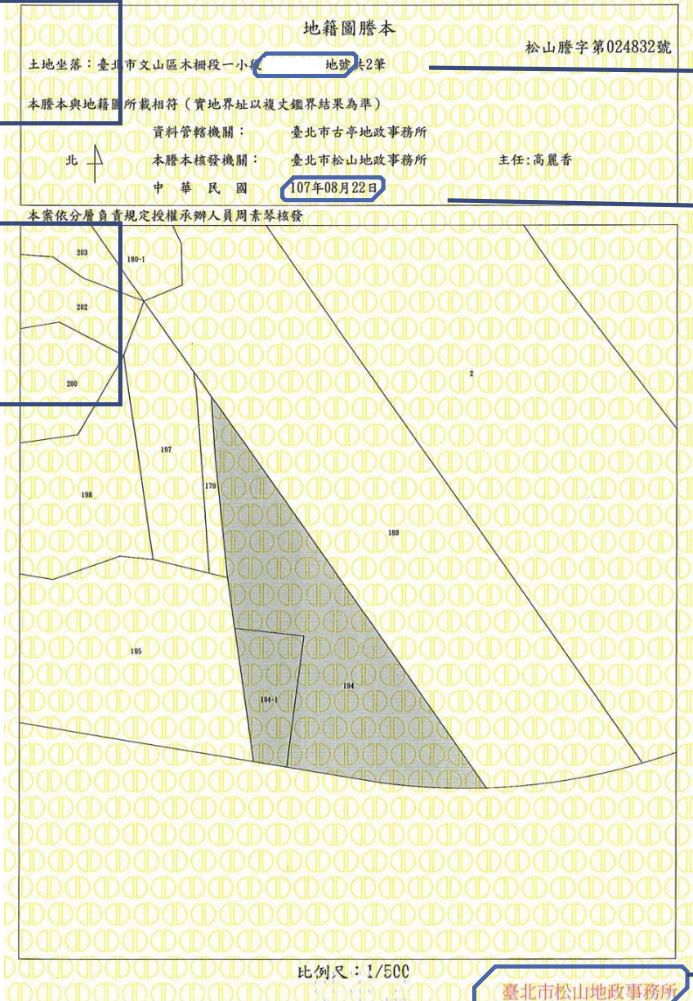 地籍圖謄本
松山謄字第024832號
土地坐落：臺北市文山區木柵段一小段 地號共2筆
本謄本與地籍圖所載相符（實地界址以複丈鑑界結果為準）
資料管轄機關： 臺北市古亭地政事務所
北 本謄本核發機關： 臺北市松山地政事務所 主任:高麗香
中 華 民 國 107年08月22日
本案依分層負責規定授權承辦人員周素琴核發
203
180-1
202
2
200
197
179
198
180
195
194-1
194
比例尺：1/500
臺北市松山地政事務所